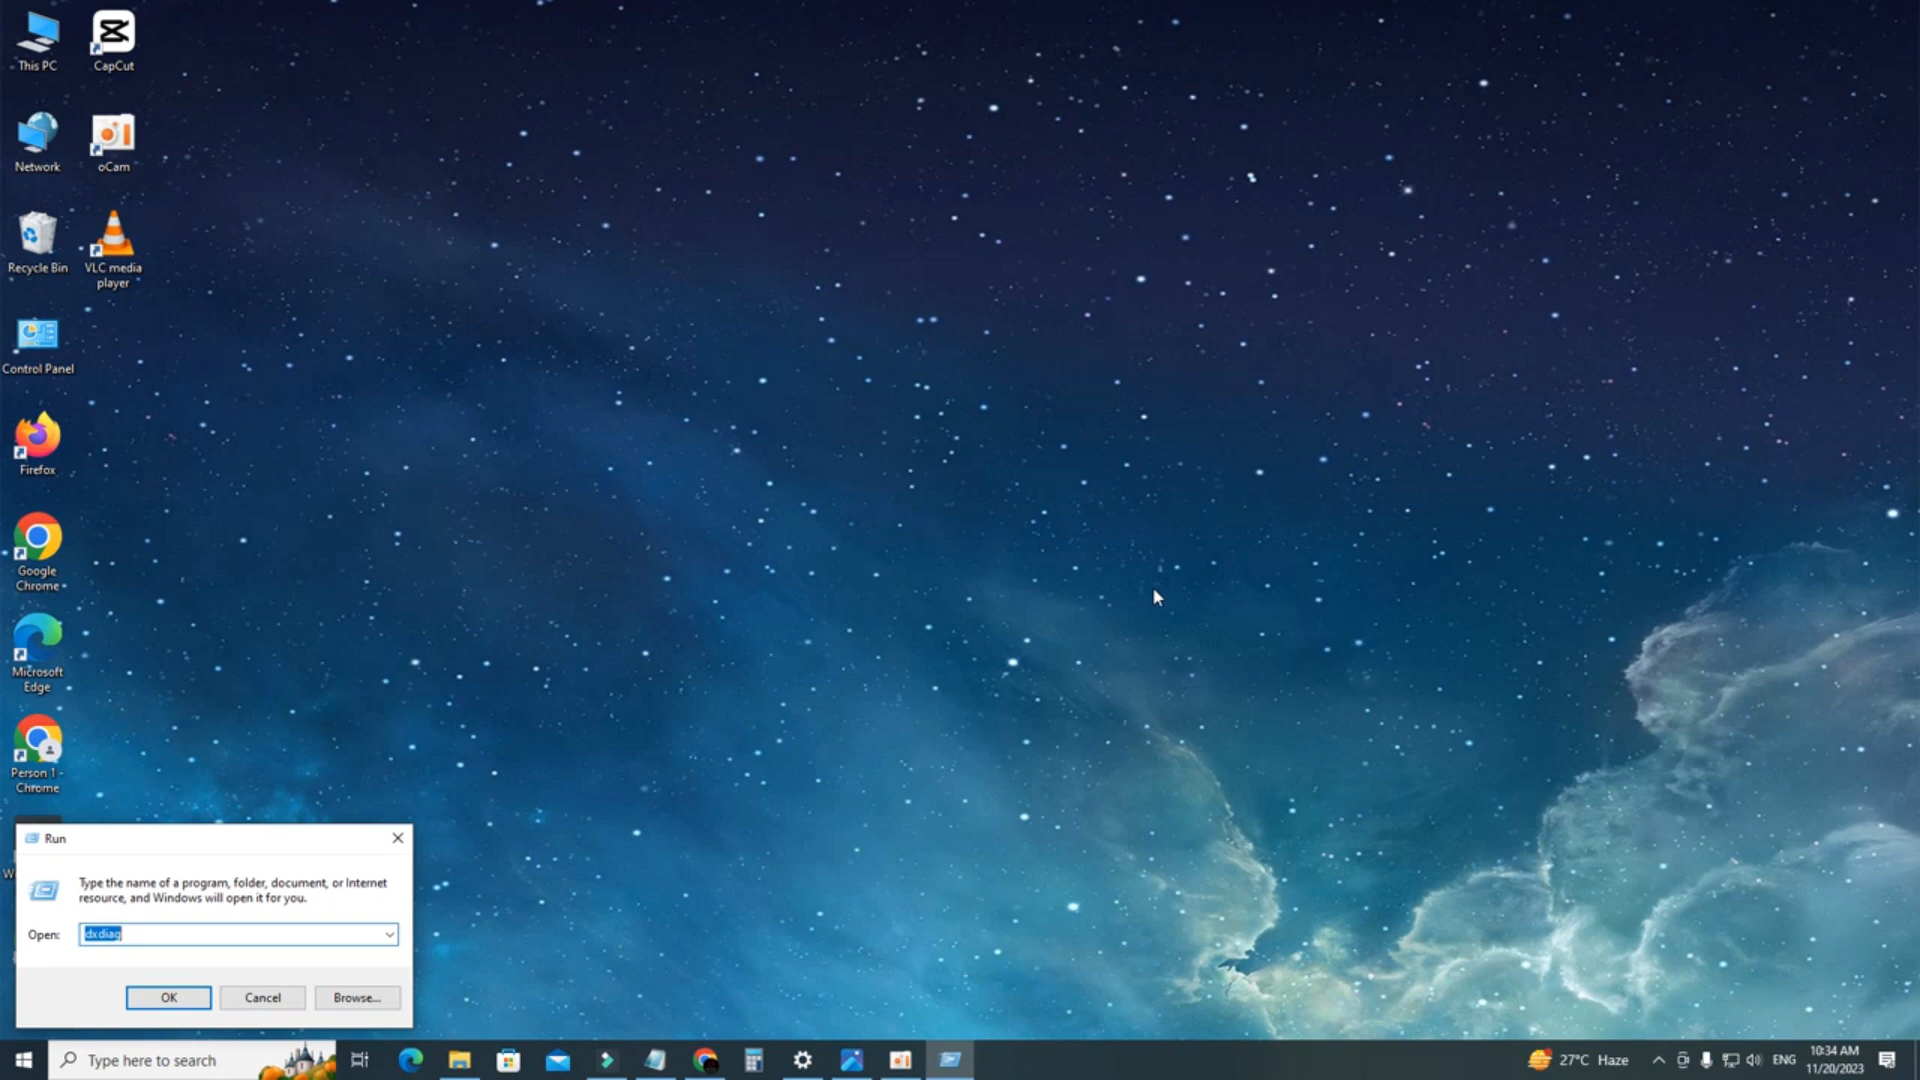 This PC
CapCut
Network
oCam
Recycle Bin
VLC media
player
Control Panel
Firefox
Google
Chrome
Microsoft
Edge
Person 1 -
Chrome
Run
Type the name of a program, folder, document, or Internet
resource, and Windows will open it for you.
Open:
dxdiag
OK
Cancel
Browse...
Type here to search
27°C Haze
ENG
10:34 AM
11/20/2023